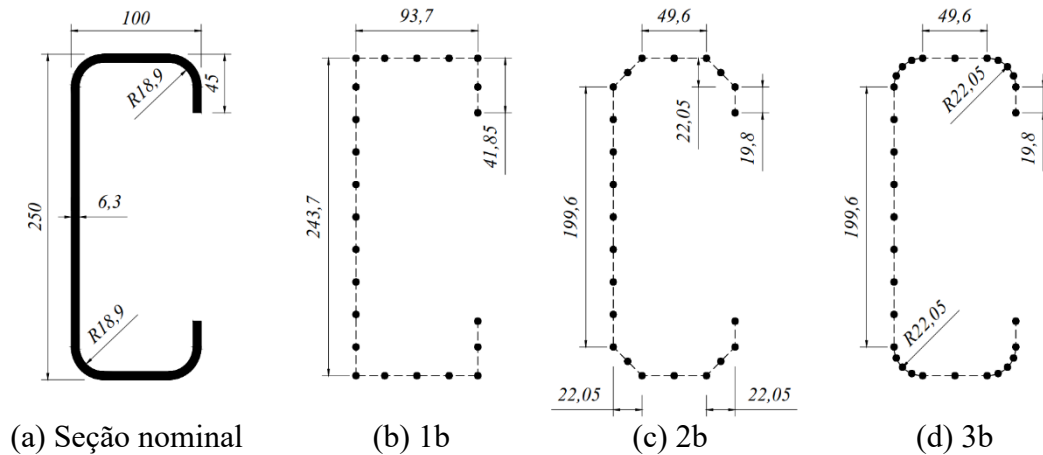 100
R18,9
45
250
6,3
R18,9
93,7
41,85
243,7
49,6
22,05
19,8
199,6
22,05
22,05
49,6
R22,05
19,8
199,6
R22,05
(a) Seção nominal
(b) 1b
(c) 2b
(d) 3b